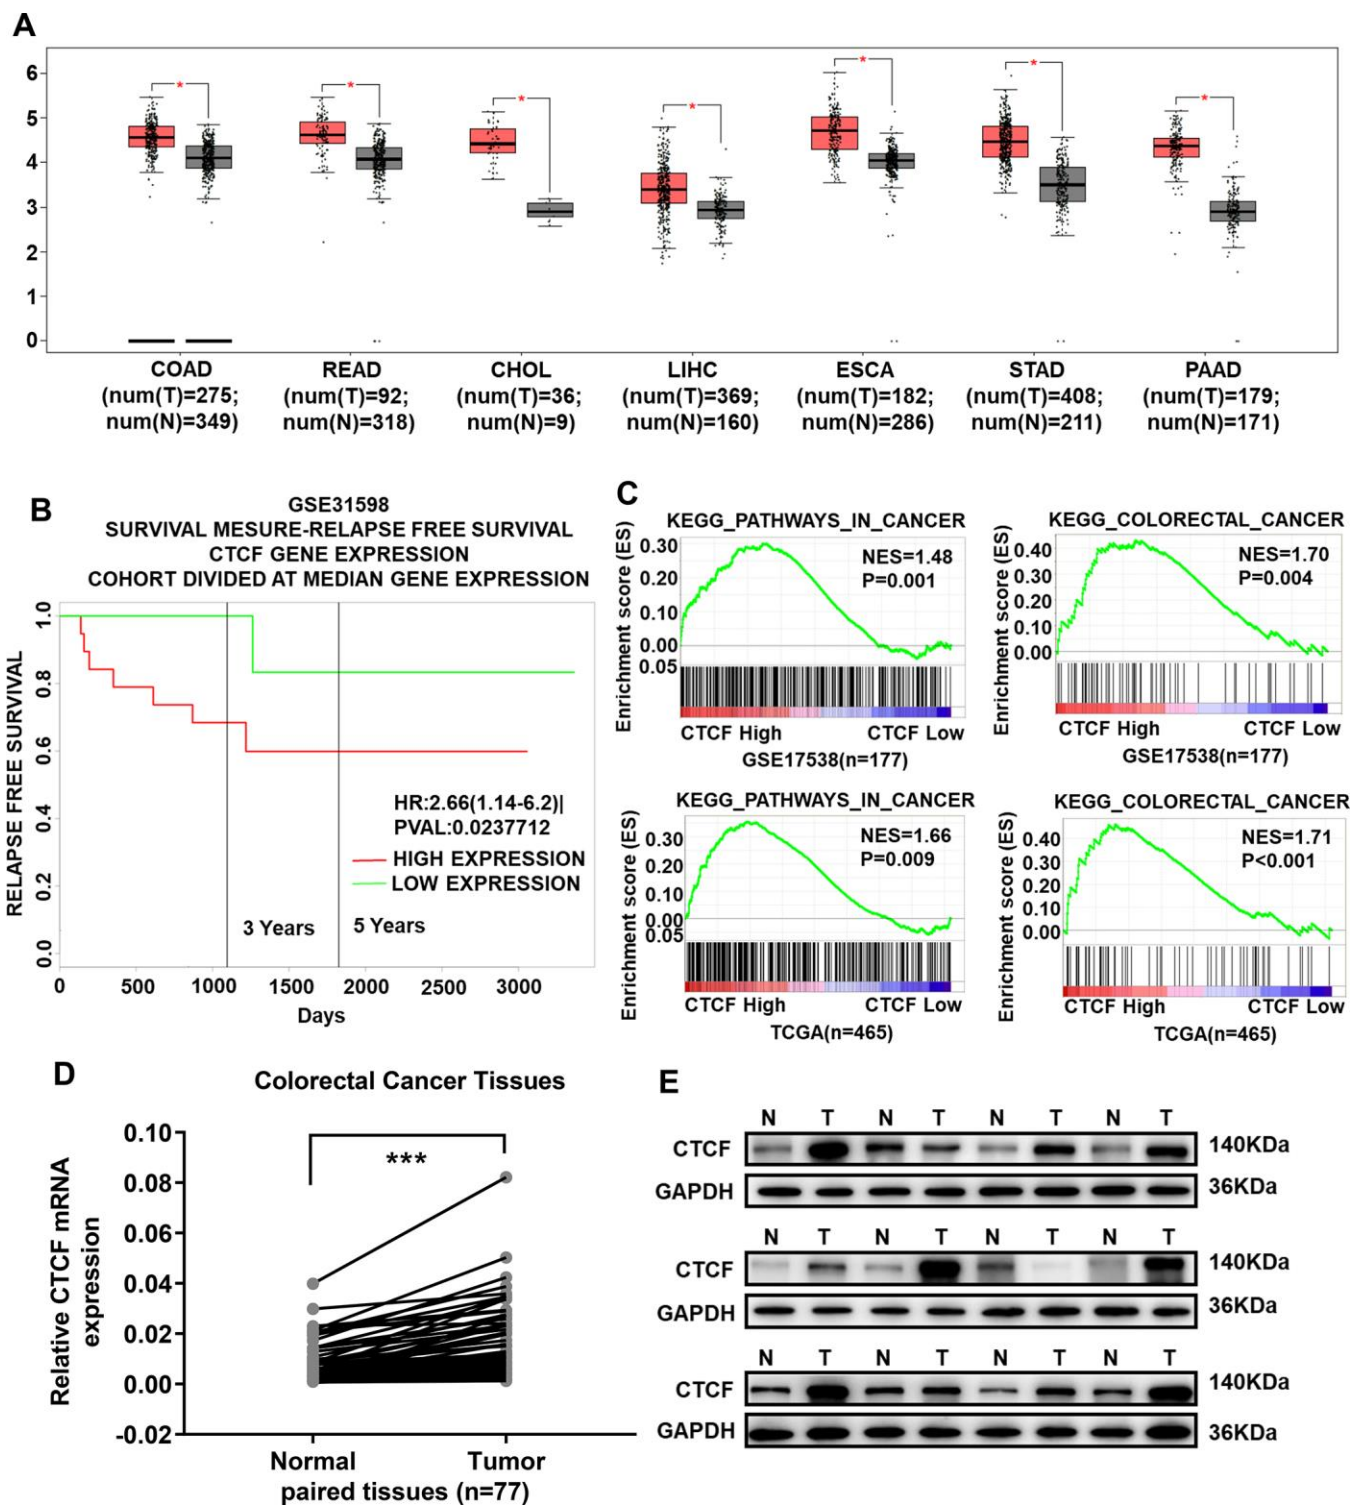 A
6
5
4
3
2
1
0
* * * * * * *
COAD READ CHOL LIHC ESCA STAD PAAD
(num(T)=275; (num(T)=92; (num(T)=36; (num(T)=369; (num(T)=182; (num(T)=408; (num(T)=179;
num(N)=349) num(N)=318) num(N)=9) num(N)=160) num(N)=286) num(N)=211) num(N)=171)
B
GSE31598
SURVIVAL MESURE-RELAPSE FREE SURVIVAL
CTCF GENE EXPRESSION
COHORT DIVIDED AT MEDIAN GENE EXPRESSION
RELAPSE FREE SURVIVAL
1.0
0.8
0.6
0.4
0.2
0.0
HR:2.66(1.14-6.2)|
PVAL:0.0237712
HIGH EXPRESSION
LOW EXPRESSION
3 Years 5 Years
0 500 1000 1500 2000 2500 3000
Days
C
KEGG_PATHWAYS_IN_CANCER
Enrichment score (ES)
0.30
0.20
0.10
0.00
0.05
NES=1.48
P=0.001
CTCF High CTCF Low
GSE17538(n=177)
KEGG_COLORECTAL_CANCER
Enrichment score (ES)
0.40
0.30
0.20
0.10
0.00
NES=1.70
P=0.004
CTCF High CTCF Low
GSE17538(n=177)
KEGG_PATHWAYS_IN_CANCER
Enrichment score (ES)
0.30
0.20
0.10
0.00
0.05
NES=1.66
P=0.009
CTCF High CTCF Low
TCGA(n=465)
KEGG_COLORECTAL_CANCER
Enrichment score (ES)
0.40
0.30
0.20
0.10
0.00
NES=1.71
P<0.001
CTCF High CTCF Low
TCGA(n=465)
D
Colorectal Cancer Tissues
Relative CTCF mRNA
expression
0.10
0.08
0.06
0.04
0.02
0.00
-0.02
***
Normal Tumor
paired tissues (n=77)
E
N T N T N T N T
CTCF 140KDa
GAPDH 36KDa
N T N T N T N T
CTCF 140KDa
GAPDH 36KDa
N T N T N T N T
CTCF 140KDa
GAPDH 36KDa